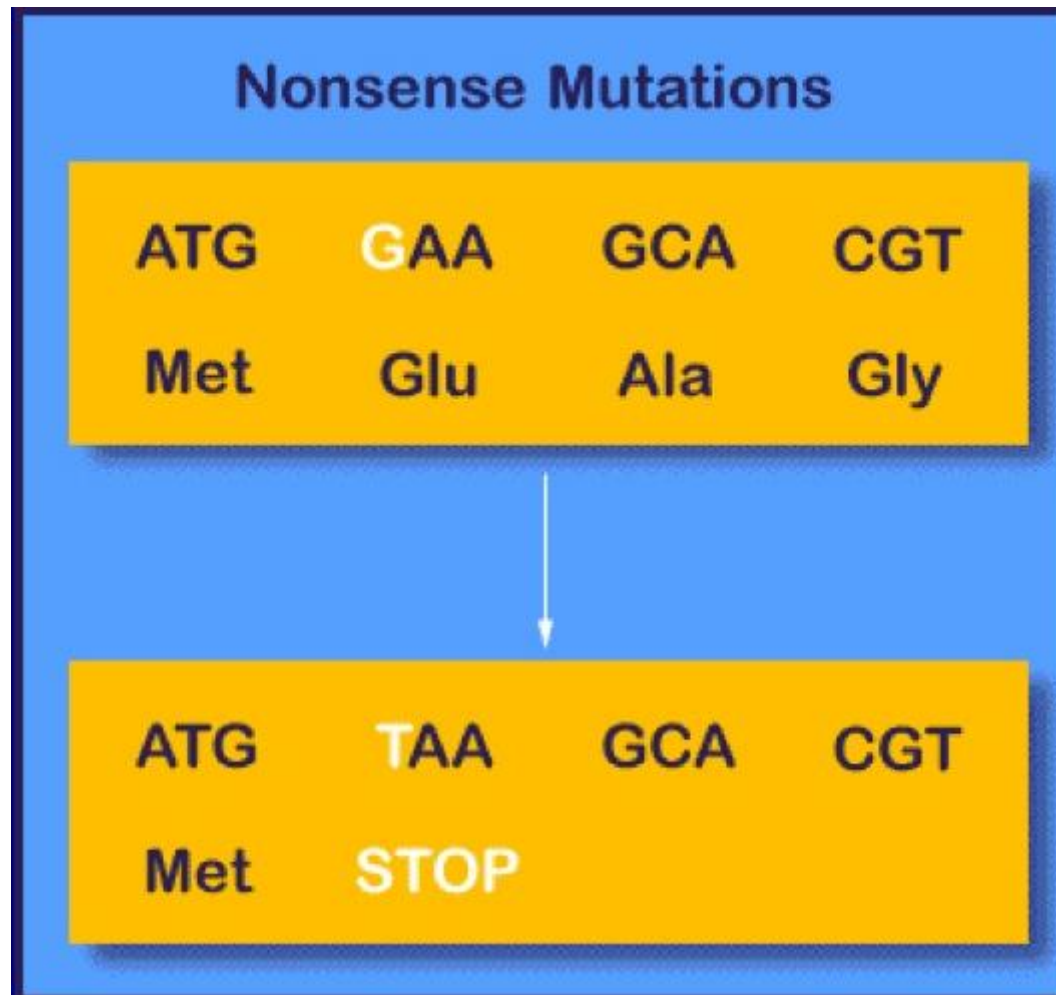 Nonsense Mutations
ATG GAA GCA CGT
Met Glu Ala Gly
ATG TAA GCA CGT
Met STOP